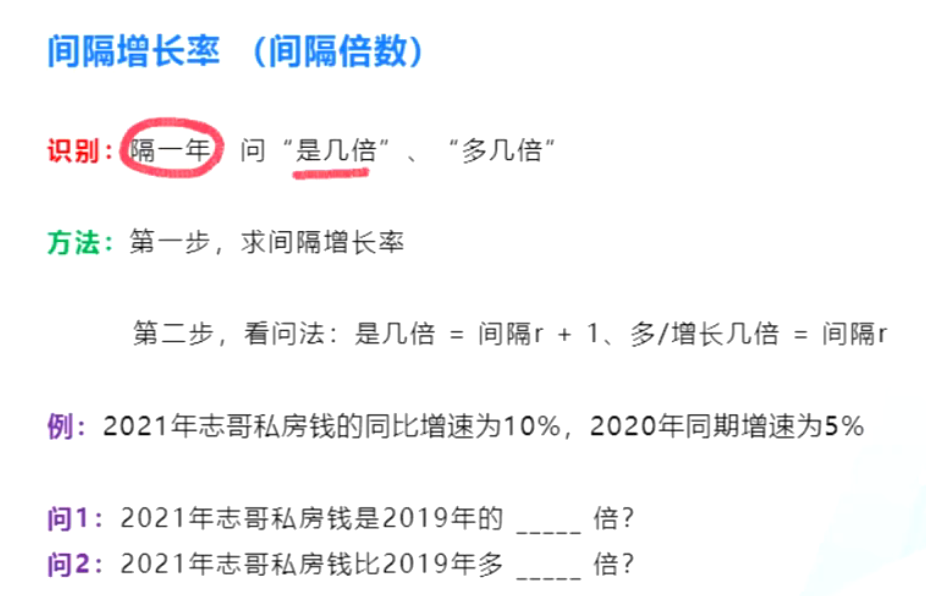 间隔增长率 （间隔倍数）
识别：隔一年 问“是几倍”、“多几倍”
方法：第一步，求间隔增长率
第二步，看问法：是几倍 = 间隔r + 1、多/增长几倍 = 间隔r
例：2021年志哥私房钱的同比增速为10%，2020年同期增速为5%
问1：2021年志哥私房钱是2019年的 _____ 倍？
问2：2021年志哥私房钱比2019年多 _____ 倍？